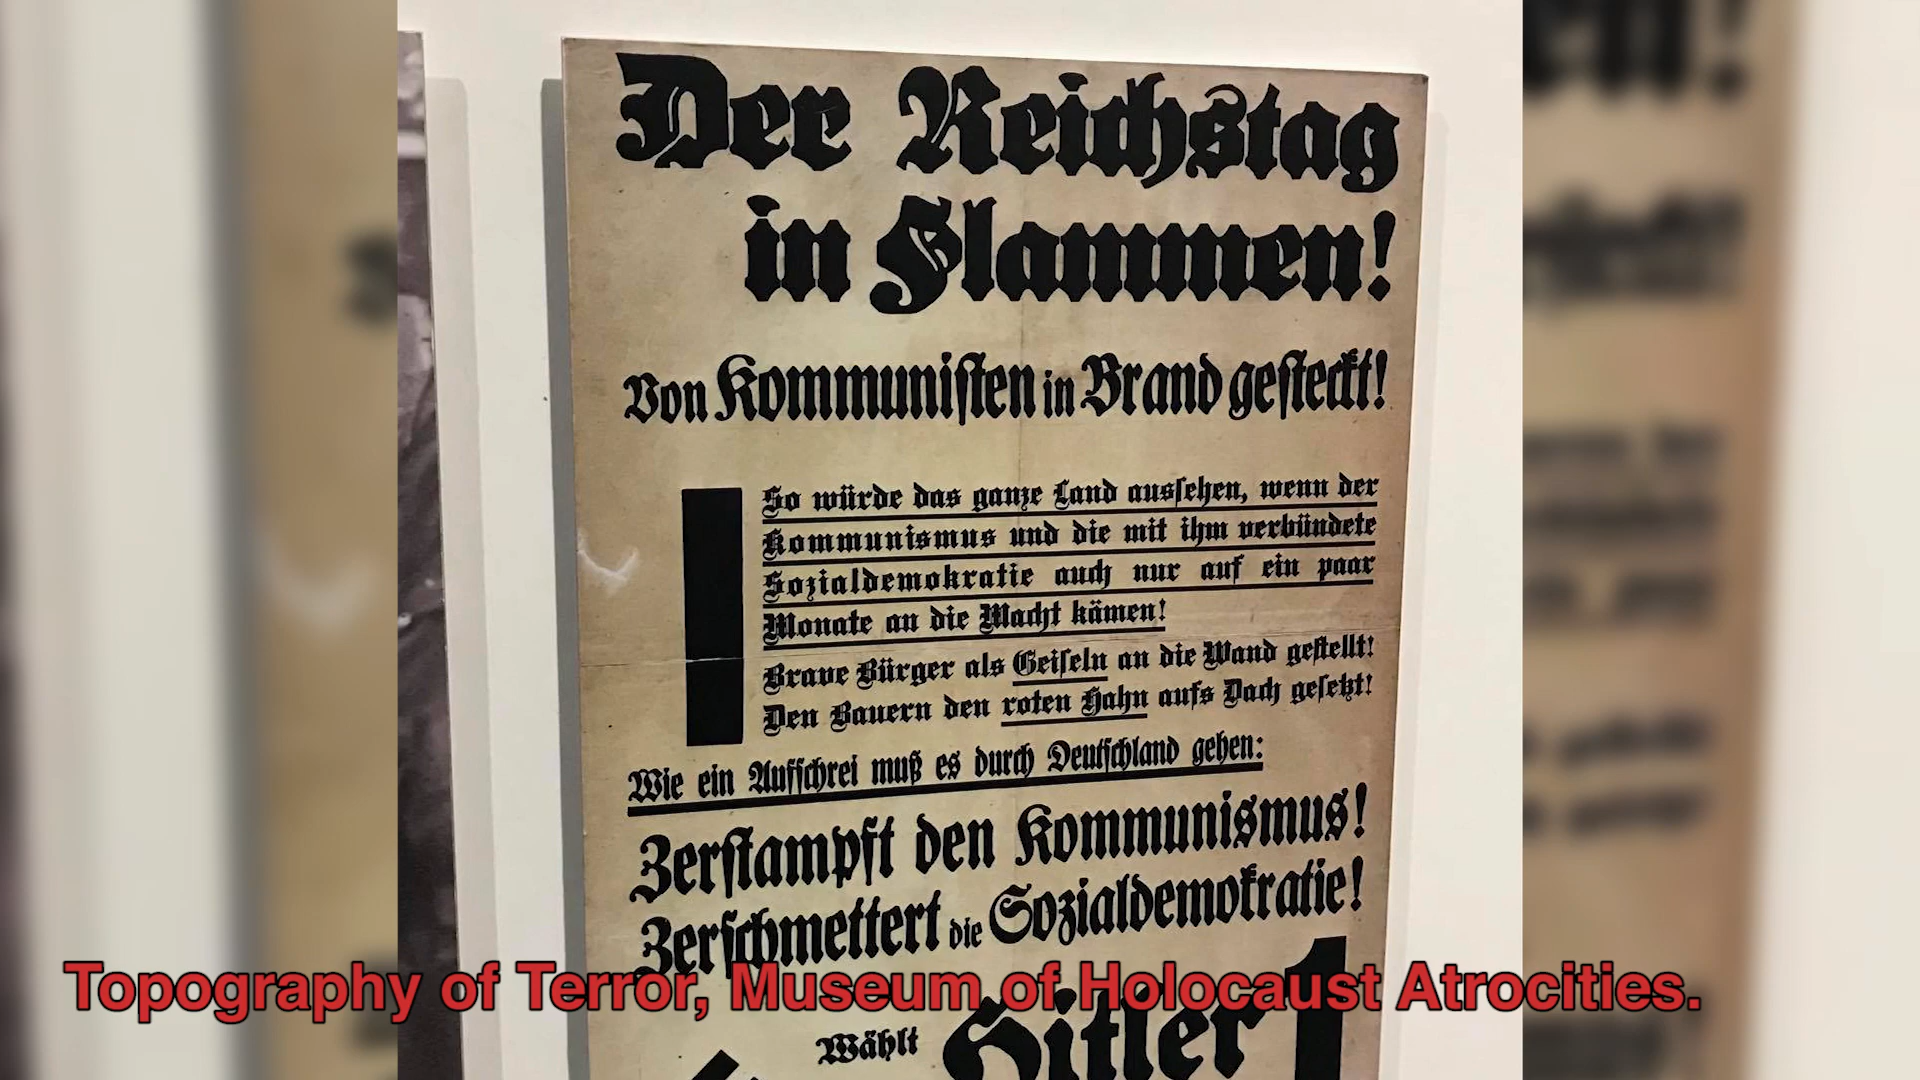 Der Reichstag
in Flammen!
Von Kommunisten in Brand gesteckt!
So würde das ganze Land aussehen, wenn der
Kommunismus und die mit ihm verbündete
Sozialdemokratie auch nur auf ein paar
Monate an die Macht kämen!
Brave Bürger als Geiseln an die Wand gestellt!
Den Bauern den roten Hahn aufs Dach gesetzt!
Wie ein Aufschrei muß es durch Deutschland gehen:
Zerstampft den Kommunismus!
Zerschmettert die Sozialdemokratie!
Wählt Hitler 1
Topography of Terror, Museum of Holocaust Atrocities.